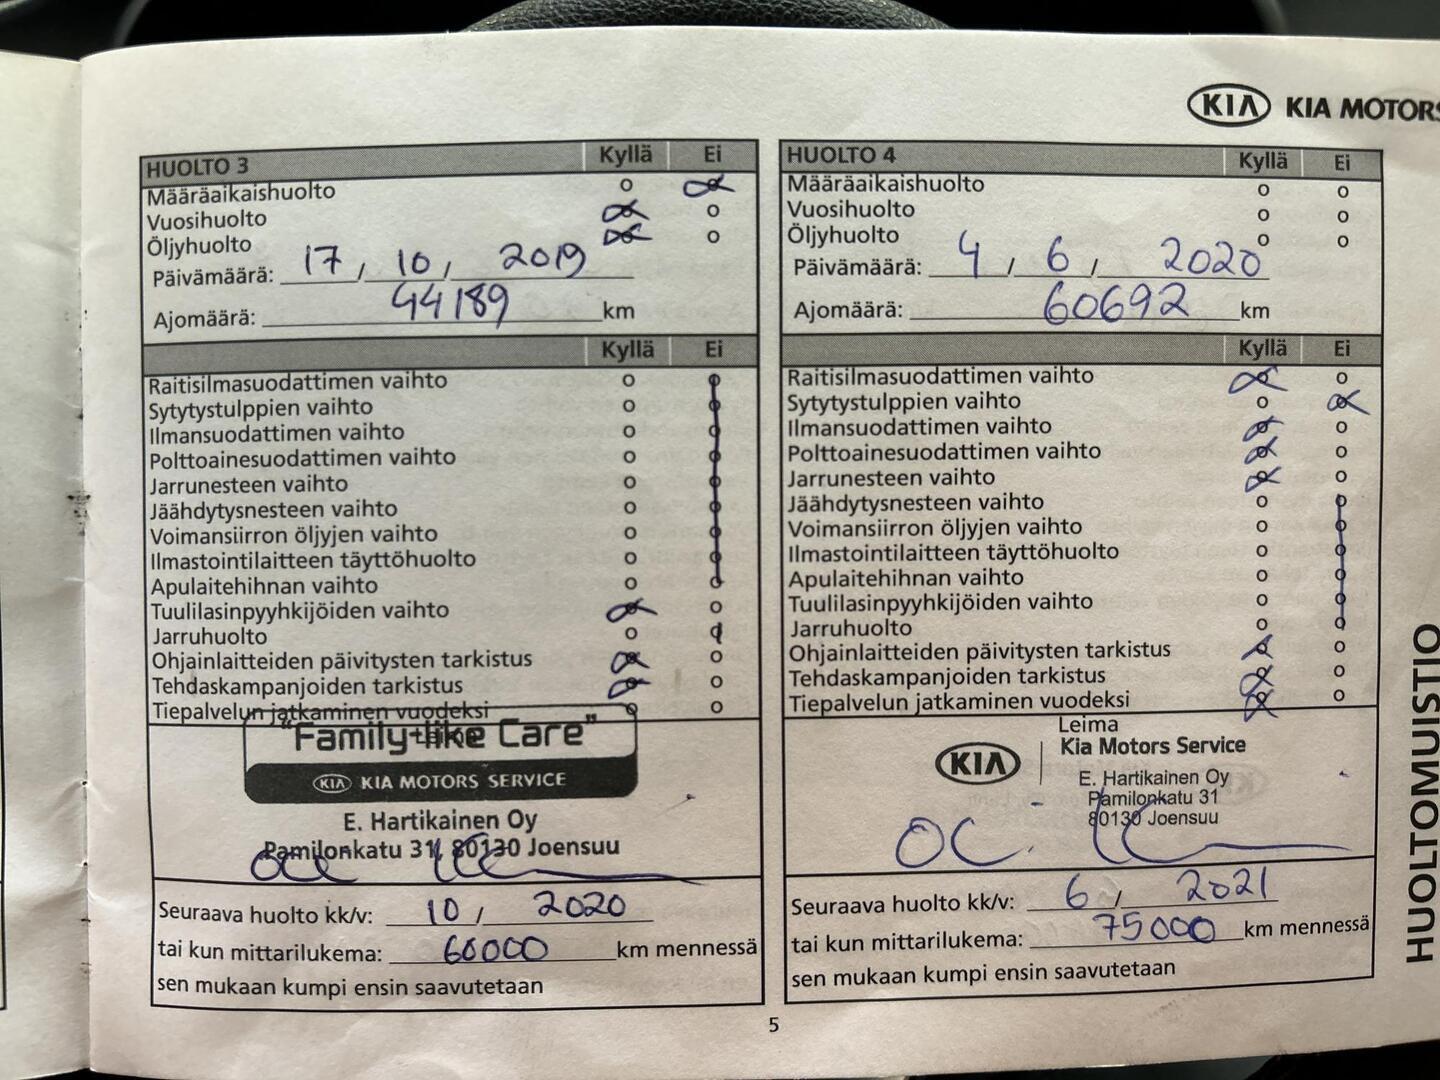 KIA KIA MOTORS
HUOLTO 3 Kyllä Ei
Määräaikaishuolto
Vuosihuolto
Öljyhuolto
Päivämäärä: 17, 10, 2019
Ajomäärä: 44189 km
Kyllä Ei
Raitisilmasuodattimen vaihto
Sytytystulppien vaihto
Ilmansuodattimen vaihto
Polttoainesuodattimen vaihto
Jarrunesteen vaihto
Jäähdytysnesteen vaihto
Voimansiirron öljyjen vaihto
Ilmastointilaitteen täyttöhuolto
Apulaitehihnan vaihto
Tuulilasinpyyhkijöiden vaihto
Jarruhuolto
Ohjainlaitteiden päivitysten tarkistus
Tehdaskampanjoiden tarkistus
Tiepalvelun jatkaminen vuodeksi
"Family-like Care"
KIA KIA MOTORS SERVICE
E. Hartikainen Oy
Pamilonkatu 31, 80130 Joensuu
Seuraava huolto kk/v: 10, 2020
tai kun mittarilukema: 60000 km mennessä
sen mukaan kumpi ensin saavutetaan
HUOLTO 4 Kyllä Ei
Määräaikaishuolto
Vuosihuolto
Öljyhuolto
Päivämäärä: 4, 6, 2020
Ajomäärä: 60692 km
Kyllä Ei
Raitisilmasuodattimen vaihto
Sytytystulppien vaihto
Ilmansuodattimen vaihto
Polttoainesuodattimen vaihto
Jarrunesteen vaihto
Jäähdytysnesteen vaihto
Voimansiirron öljyjen vaihto
Ilmastointilaitteen täyttöhuolto
Apulaitehihnan vaihto
Tuulilasinpyyhkijöiden vaihto
Jarruhuolto
Ohjainlaitteiden päivitysten tarkistus
Tehdaskampanjoiden tarkistus
Tiepalvelun jatkaminen vuodeksi
Leima
KIA Kia Motors Service
E. Hartikainen Oy
Pamilonkatu 31
80130 Joensuu
Seuraava huolto kk/v: 6, 2021
tai kun mittarilukema: 75000 km mennessä
sen mukaan kumpi ensin saavutetaan
HUOLTOMUISTIO
5